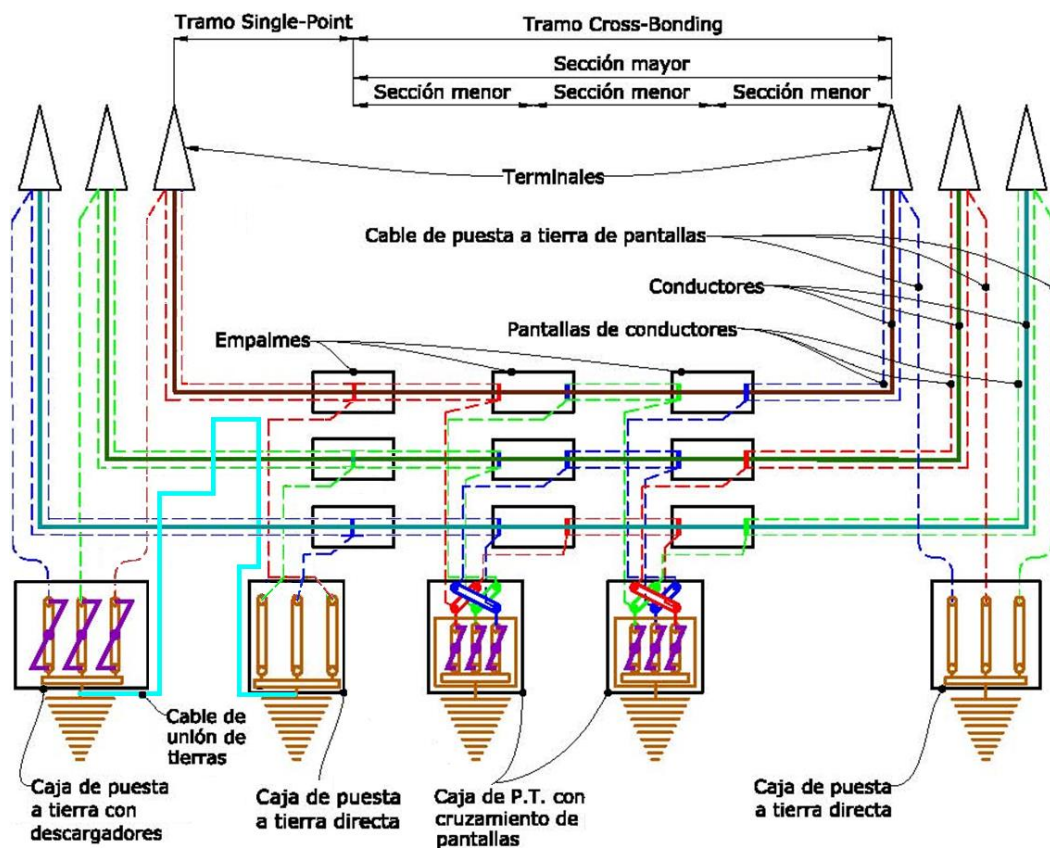 Tramo Single-Point
Tramo Cross-Bonding
Sección mayor
Sección menor
Sección menor
Sección menor
Terminales
Cable de puesta a tierra de pantallas
Conductores
Pantallas de conductores
Empalmes
Cable de
unión de
tierras
Caja de puesta
a tierra con
descargadores
Caja de puesta
a tierra directa
Caja de P.T. con
cruzamiento de
pantallas
Caja de puesta
a tierra directa